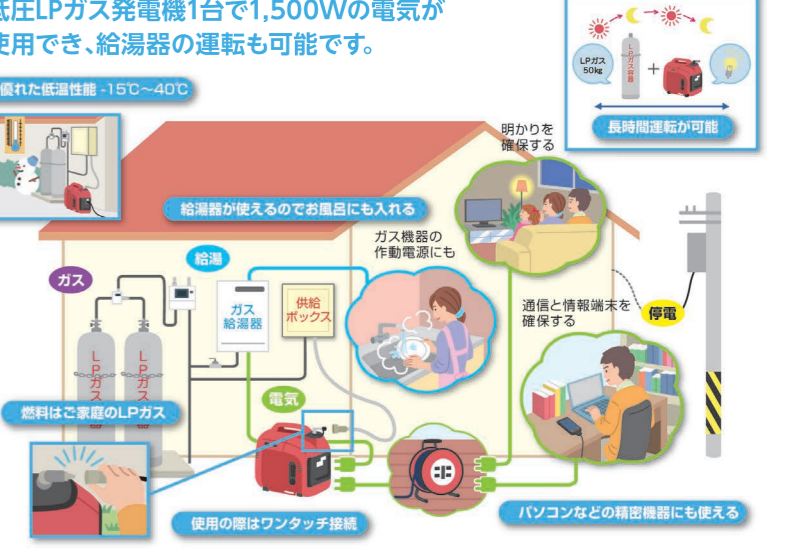 低圧LPガス発電機1台で1,500Wの電気が
使用でき、給湯器の運転も可能です。
LPガス
50kg
LPガス容器
+
長時間運転が可能
優れた低温性能 -15℃～40℃
明かりを
確保する
給湯器が使えるのでお風呂にも入れる
ガス機器の
作動電源にも
給湯
ガス
ガス
給湯器
供給
ボックス
通信と情報端末を
確保する
停電
LPガス
LPガス
電気
燃料はご家庭のLPガス
使用の際はワンタッチ接続
パソコンなどの精密機器にも使える